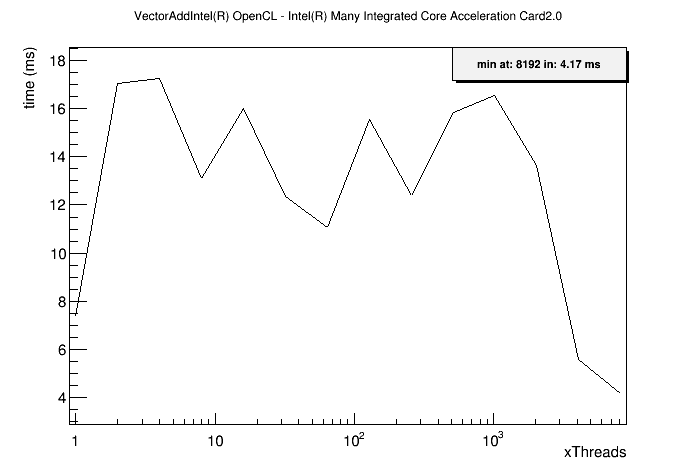 VectorAddIntel(R) OpenCL - Intel(R) Many Integrated Core Acceleration Card2.0
min at: 8192 in: 4.17 ms
time (ms)
18
16
14
12
10
8
6
4
1 10 10² 10³
xThreads